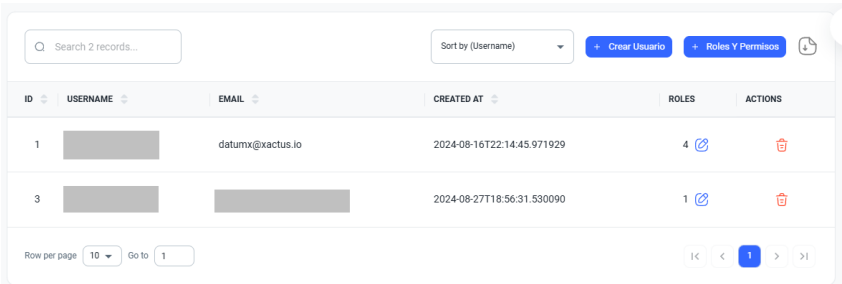 Search 2 records...
Sort by (Username)
+ Crear Usuario
+ Roles Y Permisos
ID USERNAME EMAIL CREATED AT ROLES ACTIONS
1 datumx@xactus.io 2024-08-16T22:14:45.971929 4
3 2024-08-27T18:56:31.530090 1
Row per page 10 Go to 1 1